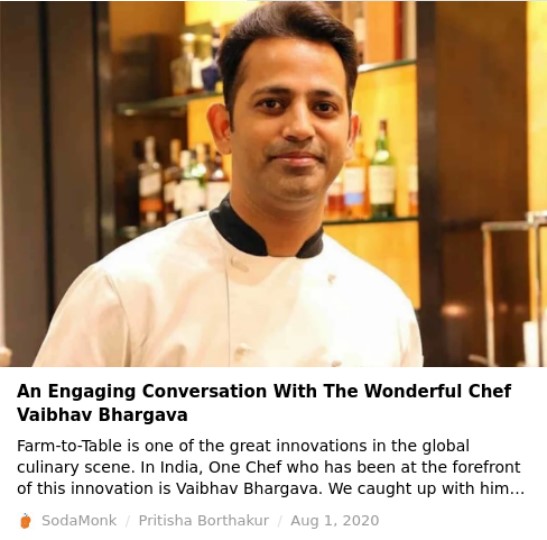 An Engaging Conversation With The Wonderful Chef
Vaibhav Bhargava
Farm-to-Table is one of the great innovations in the global
culinary scene. In India, One Chef who has been at the forefront
of this innovation is Vaibhav Bhargava. We caught up with him...
SodaMonk / Pritisha Borthakur / Aug 1, 2020